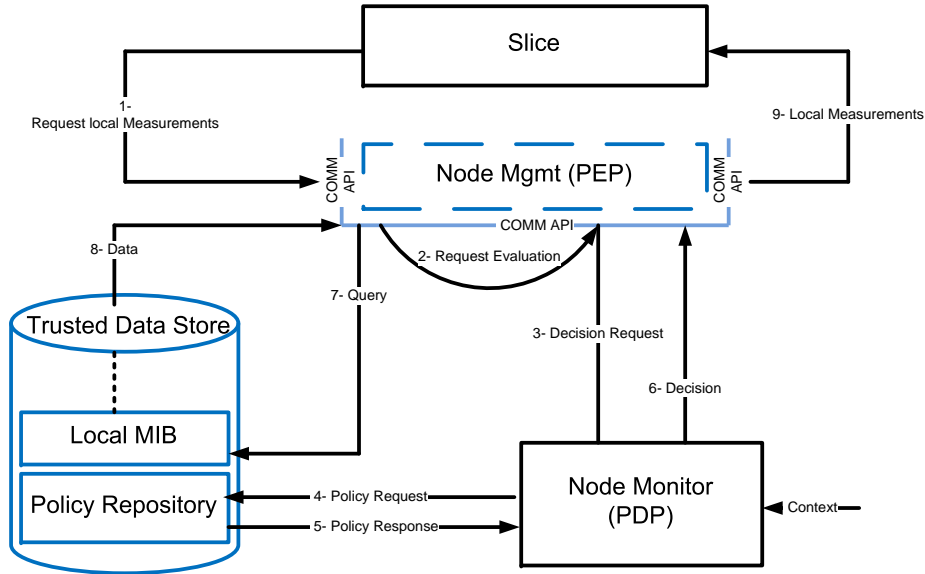 Slice
1-
Request local Measurements
9- Local Measurements
COMM
API
Node Mgmt (PEP)
COMM
API
COMM API
8- Data
2- Request Evaluation
7- Query
Trusted Data Store
3- Decision Request
6- Decision
Local MIB
Policy Repository
4- Policy Request
5- Policy Response
Node Monitor
(PDP)
Context